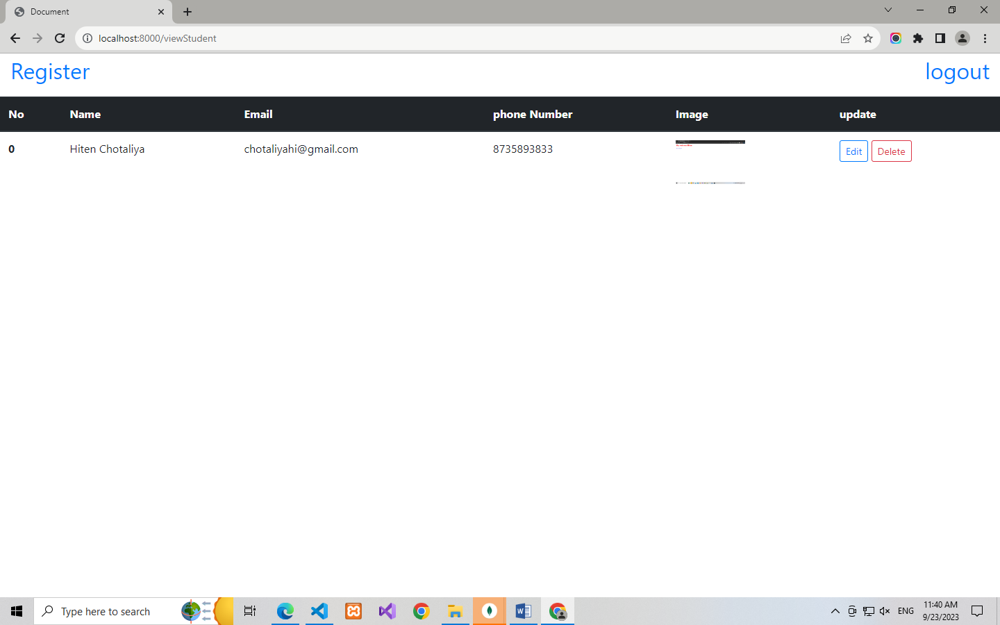 Document
localhost:8000/viewStudent
Register logout
No Name Email phone Number Image update
0 Hiten Chotaliya chotaliyahi@gmail.com 8735893833 Edit Delete
Type here to search
ENG 11:40 AM
9/23/2023